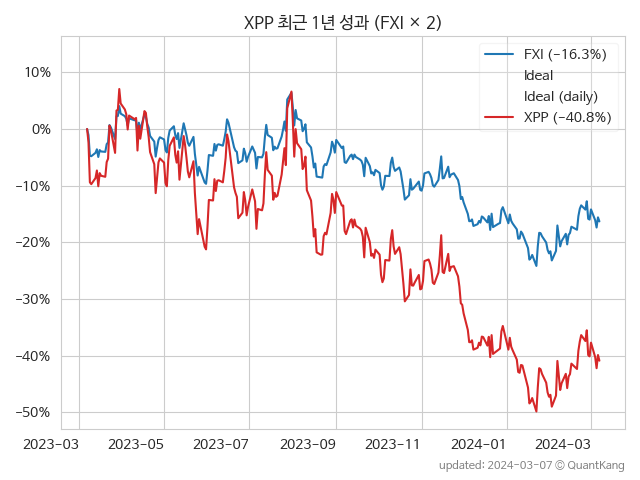 XPP 최근 1년 성과 (FXI × 2)
FXI (−16.3%)
Ideal
Ideal (daily)
XPP (−40.8%)
10%
0%
−10%
−20%
−30%
−40%
−50%
2023−03 2023−05 2023−07 2023−09 2023−11 2024−01 2024−03
updated: 2024−03−07 © QuantKang